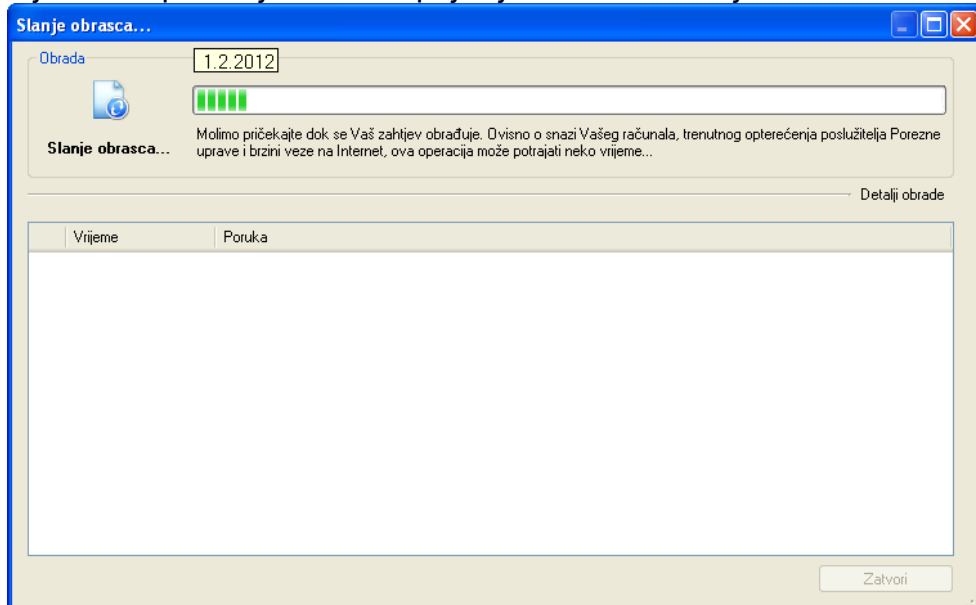 Slanje obrasca...
Obrada
1.2.2012
Slanje obrasca...
Molimo pričekajte dok se Vaš zahtjev obrađuje. Ovisno o snazi Vašeg računala, trenutnog opterećenja poslužitelja Porezne
uprave i brzini veze na Internet, ova operacija može potrajati neko vrijeme...
Detalji obrade
Vrijeme Poruka
Zatvori